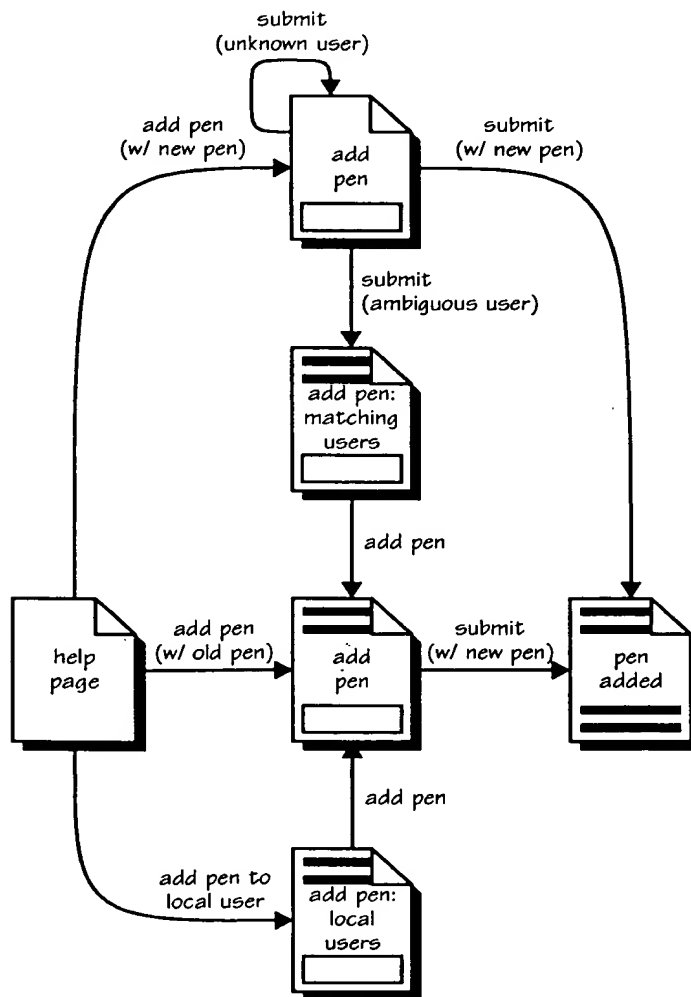 submit
(unknown user)
add pen
(w/ new pen)
submit
(w/ new pen)
add
pen
submit
(ambiguous user)
add pen:
matching
users
add pen
add pen
(w/ old pen)
submit
(w/ new pen)
help
page
add
pen
pen
added
add pen
add pen to
local user
add pen:
local
users